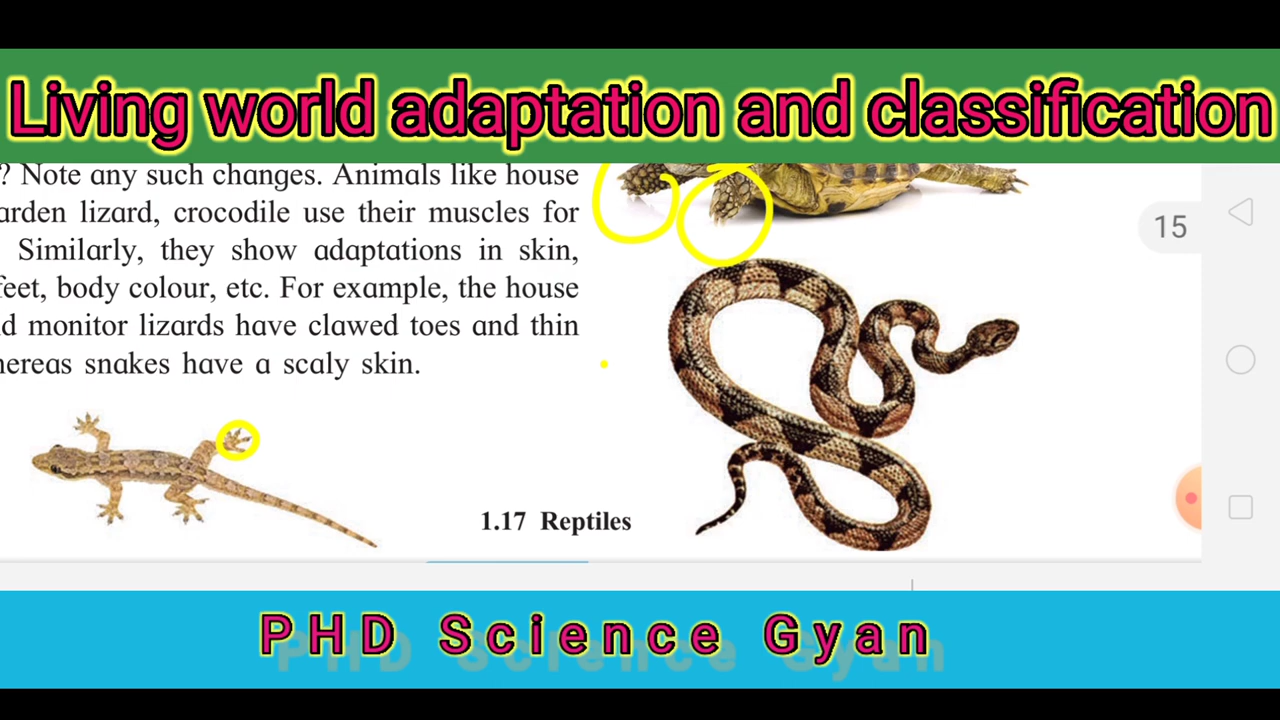 Living world adaptation and classification
? Note any such changes. Animals like house
arden lizard, crocodile use their muscles for
Similarly, they show adaptations in skin,
feet, body colour, etc. For example, the house
d monitor lizards have clawed toes and thin
hereas snakes have a scaly skin.
15
1.17 Reptiles
PHD Science Gyan